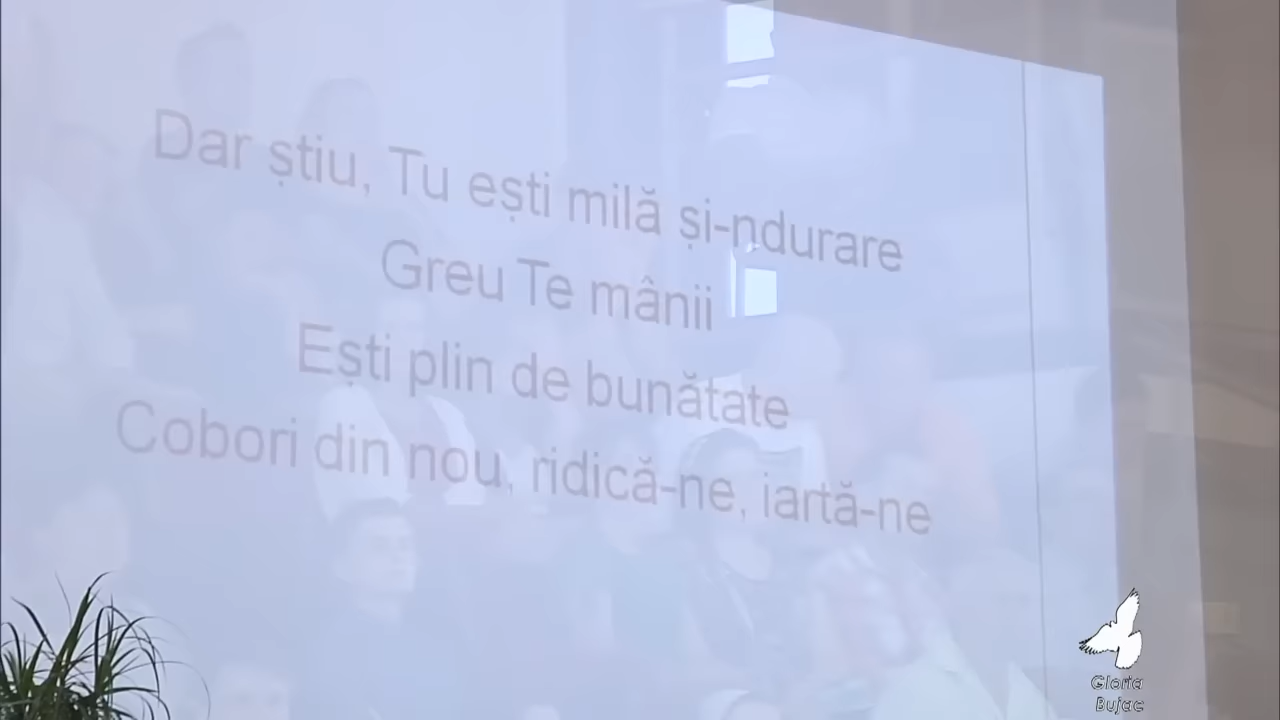 Dar știu, Tu ești milă și-ndurare
Greu Te mânii
Ești plin de bunătate
Cobori din nou, ridică-ne, iartă-ne
Gloria
Bujac